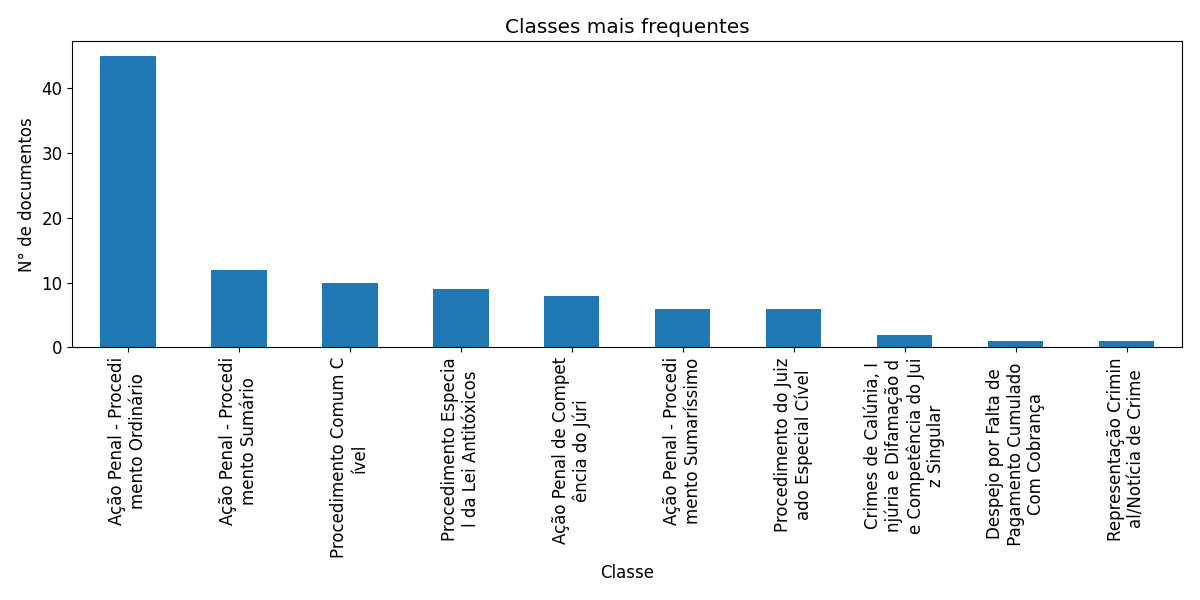 Classes mais frequentes
N° de documentos
40
30
20
10
0
Ação Penal - Procedi
mento Ordinário
Ação Penal - Procedi
mento Sumário
Procedimento Comum C
ível
Procedimento Especia
l da Lei Antitóxicos
Ação Penal de Compet
ência do Júri
Ação Penal - Procedi
mento Sumaríssimo
Procedimento do Juiz
ado Especial Cível
Crimes de Calúnia, I
njúria e Difamação d
e Competência do Jui
z Singular
Despejo por Falta de
Pagamento Cumulado
Com Cobrança
Representação Crimin
al/Notícia de Crime
Classe